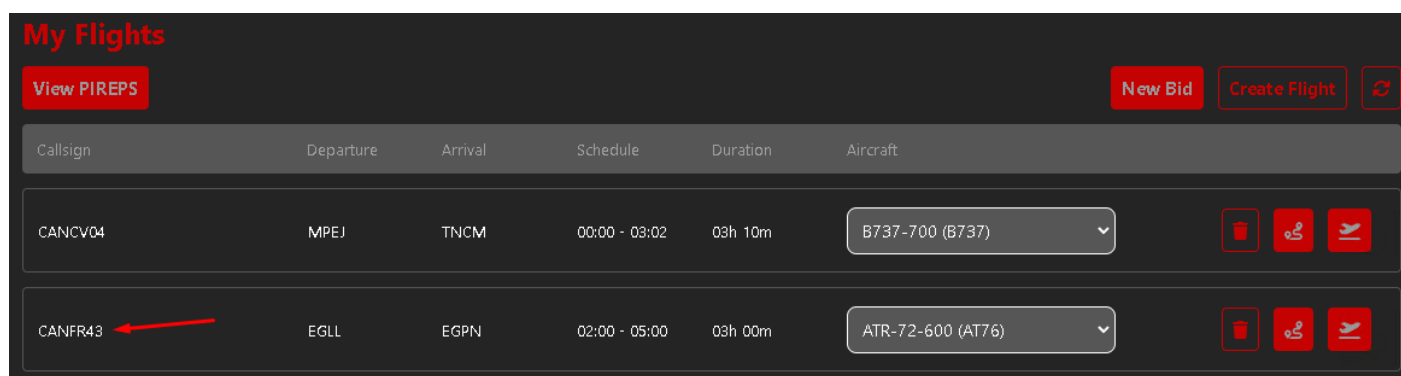 My Flights
View PIREPS New Bid Create Flight
Callsign Departure Arrival Schedule Duration Aircraft
CANCV04 MPEJ TNCM 00:00 - 03:02 03h 10m B737-700 (B737)
CANFR43 EGLL EGPN 02:00 - 05:00 03h 00m ATR-72-600 (AT76)